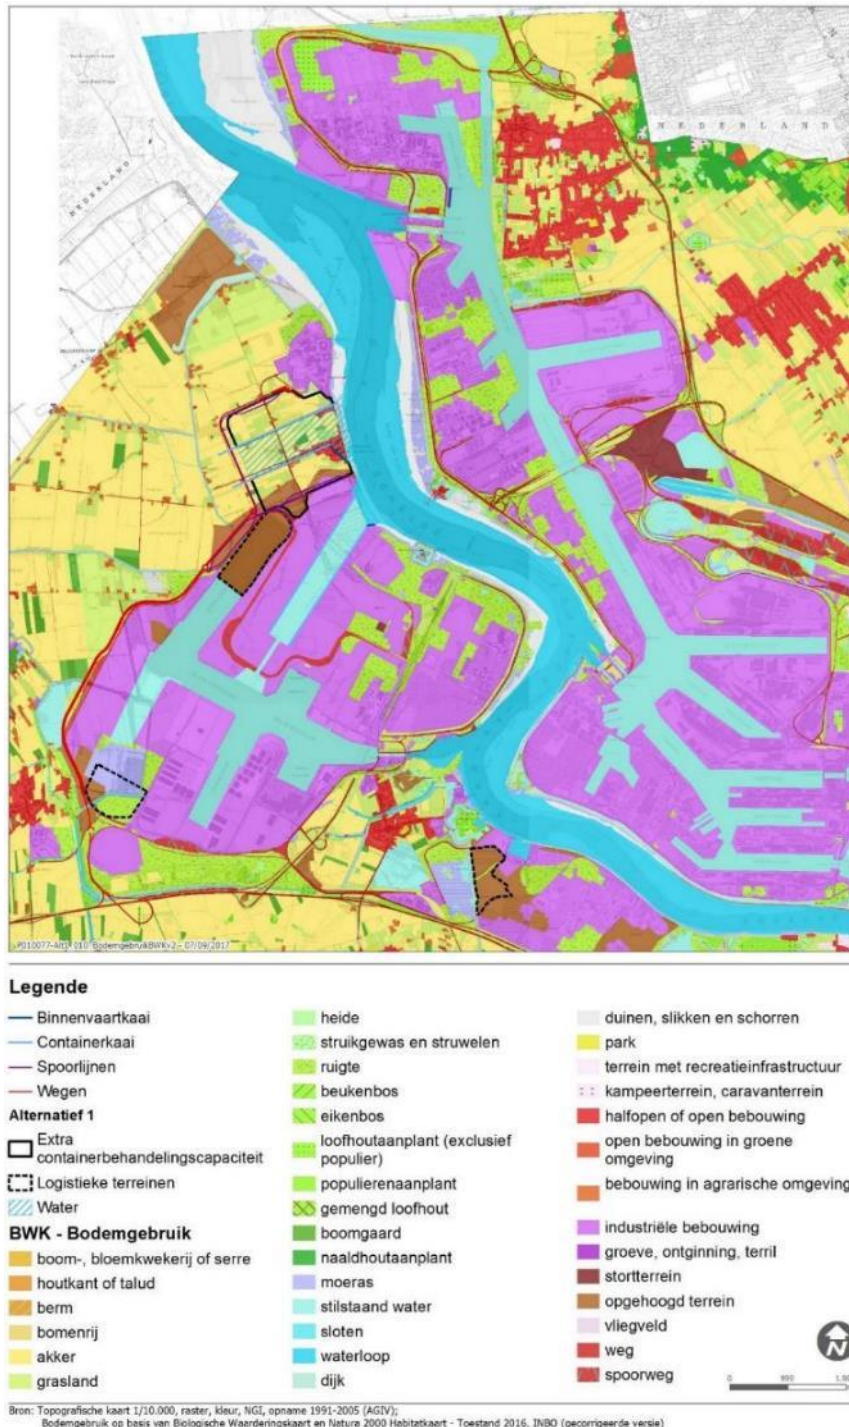 NEDERLAND
NEDERLAND
P010077-Alt1_010_BodemgebruikBWKv2 - 07/09/2017
Legende
Binnenvaartkaai
Containerkaai
Spoorlijnen
Wegen
Alternatief 1
Extra
containerbehandelingscapaciteit
Logistieke terreinen
Water
BWK - Bodemgebruik
boom-, bloemkwekerij of serre
houtkant of talud
berm
bomenrij
akker
grasland
heide
struikgewas en struwelen
ruigte
beukenbos
eikenbos
loofhoutaanplant (exclusief
populier)
populierenaanplant
gemengd loofhout
boomgaard
naaldhoutaanplant
moeras
stilstaand water
sloten
waterloop
dijk
duinen, slikken en schorren
park
terrein met recreatieinfrastructuur
kampeerterrein, caravanterrein
halfopen of open bebouwing
open bebouwing in groene
omgeving
bebouwing in agrarische omgeving
industriële bebouwing
groeve, ontginning, terril
stortterrein
opgehoogd terrein
vliegveld
weg
spoorweg
N
0
Bron: Topografische kaart 1/10.000, raster, kleur, NGI, opname 1991-2005 (AGIV);
Bodemgebruik op basis van Biologische Waarderingskaart en Natura 2000 Habitatkaart - Toestand 2016, INBO (gecorrigeerde versie)